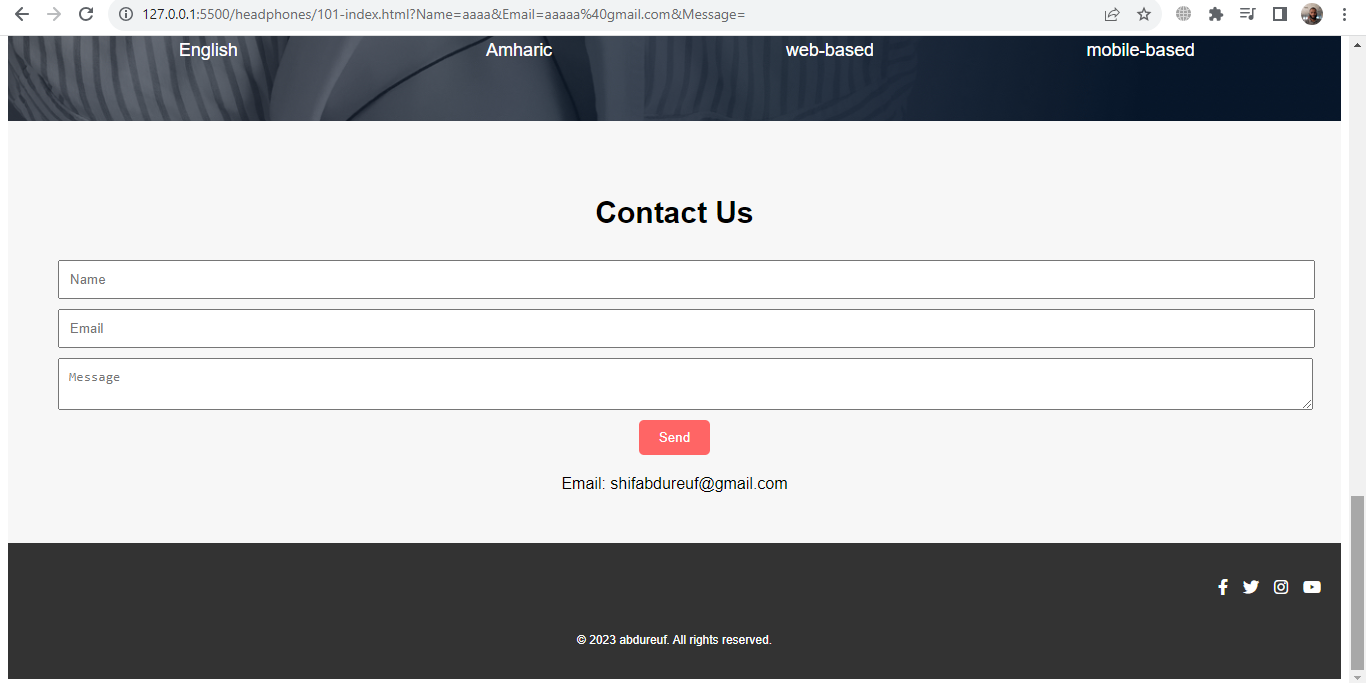 127.0.0.1:5500/headphones/101-index.html?Name=aaaa&Email=aaaaa%40gmail.com&Message=
English Amharic web-based mobile-based
Contact Us
Name
Email
Message
Send
Email: shifabdureuf@gmail.com
© 2023 abdureuf. All rights reserved.